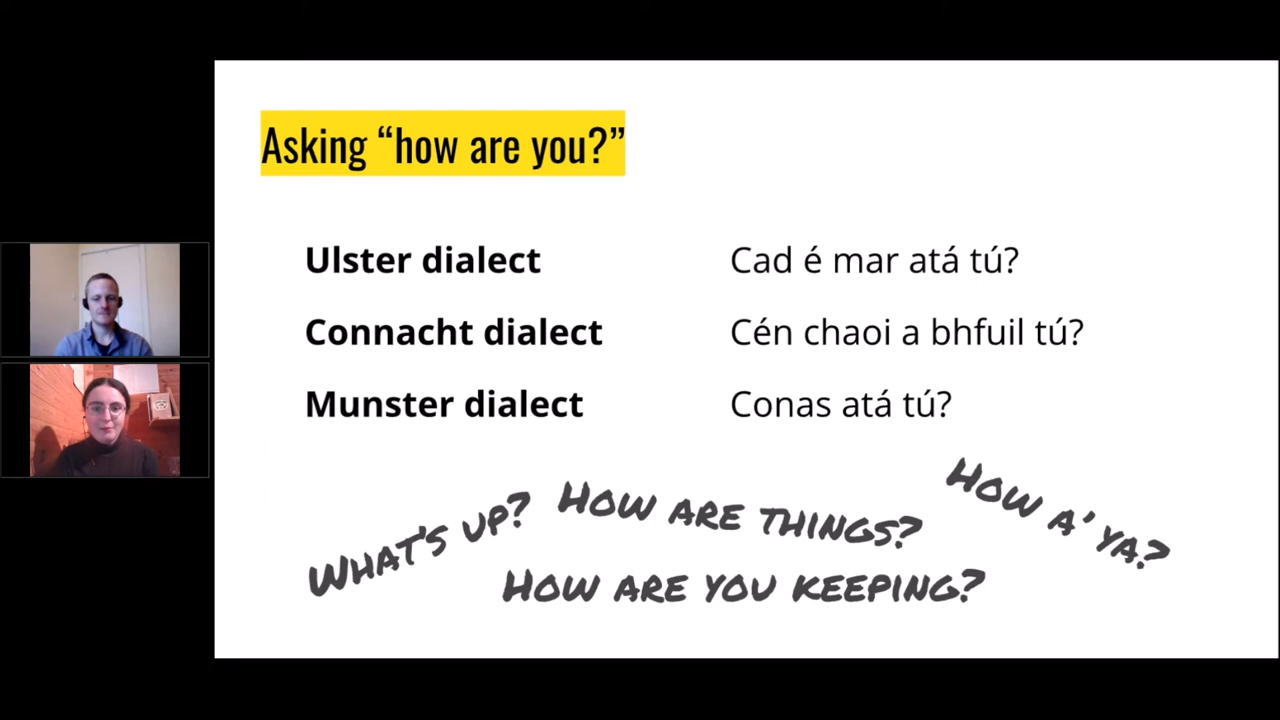 Asking “how are you?”
Ulster dialect Cad é mar atá tú?
Connacht dialect Cén chaoi a bhfuil tú?
Munster dialect Conas atá tú?
What's up?
How are things?
How a' ya?
How are you keeping?